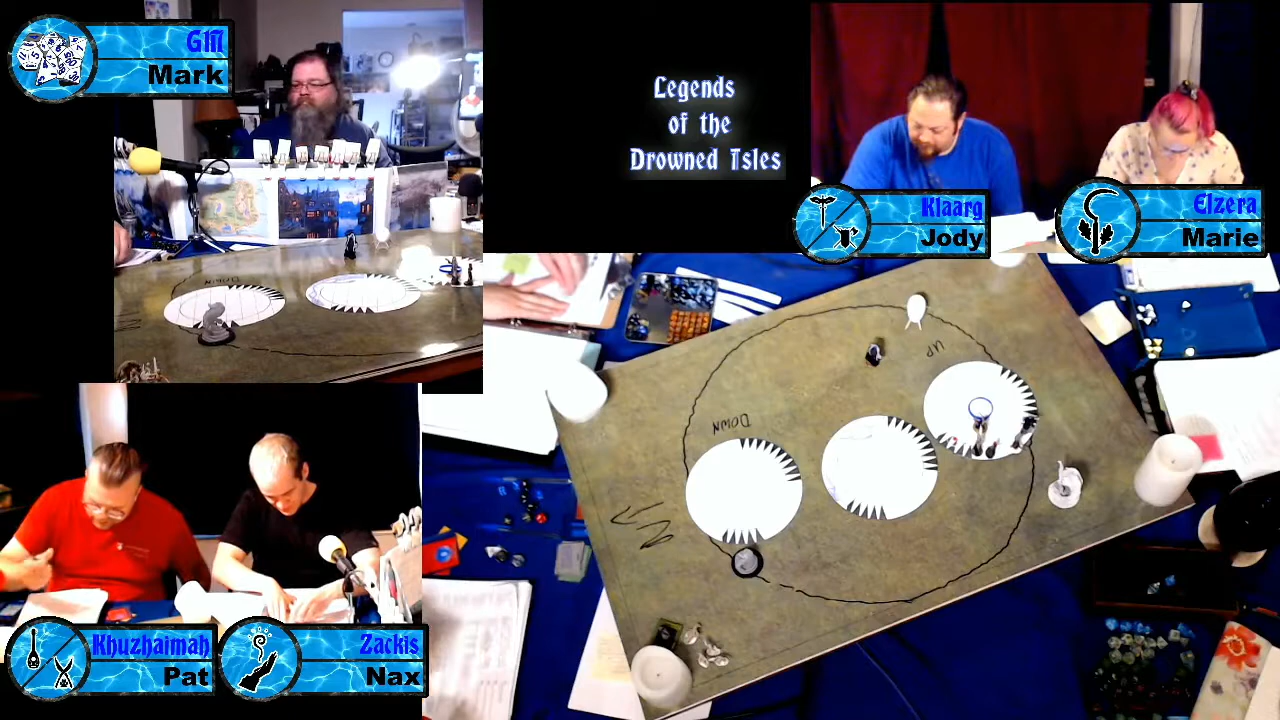 GM
Mark
Legends
of the
Drowned Isles
Klaarg
Jody
Elzera
Marie
UP
DOWN
N
Khuzhaimah
Pat
Zackis
Nax